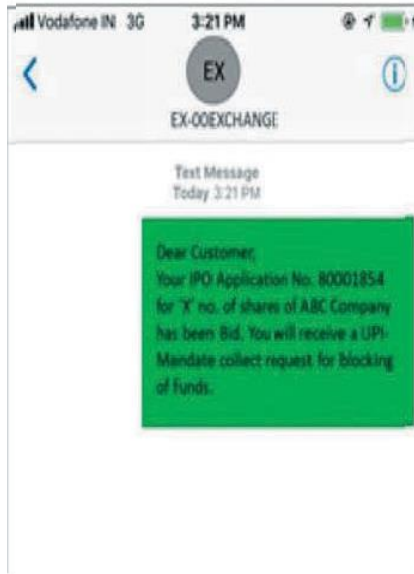 Vodafone IN 3G 3:21 PM
EX
EX-OOEXCHANGE
Text Message
Today 3:21 PM
Dear Customer,
Your IPO Application No. 80001854
for 'X' no. of shares of ABC Company
has been Bid. You will receive a UPI-
Mandate collect request for blocking
of funds.